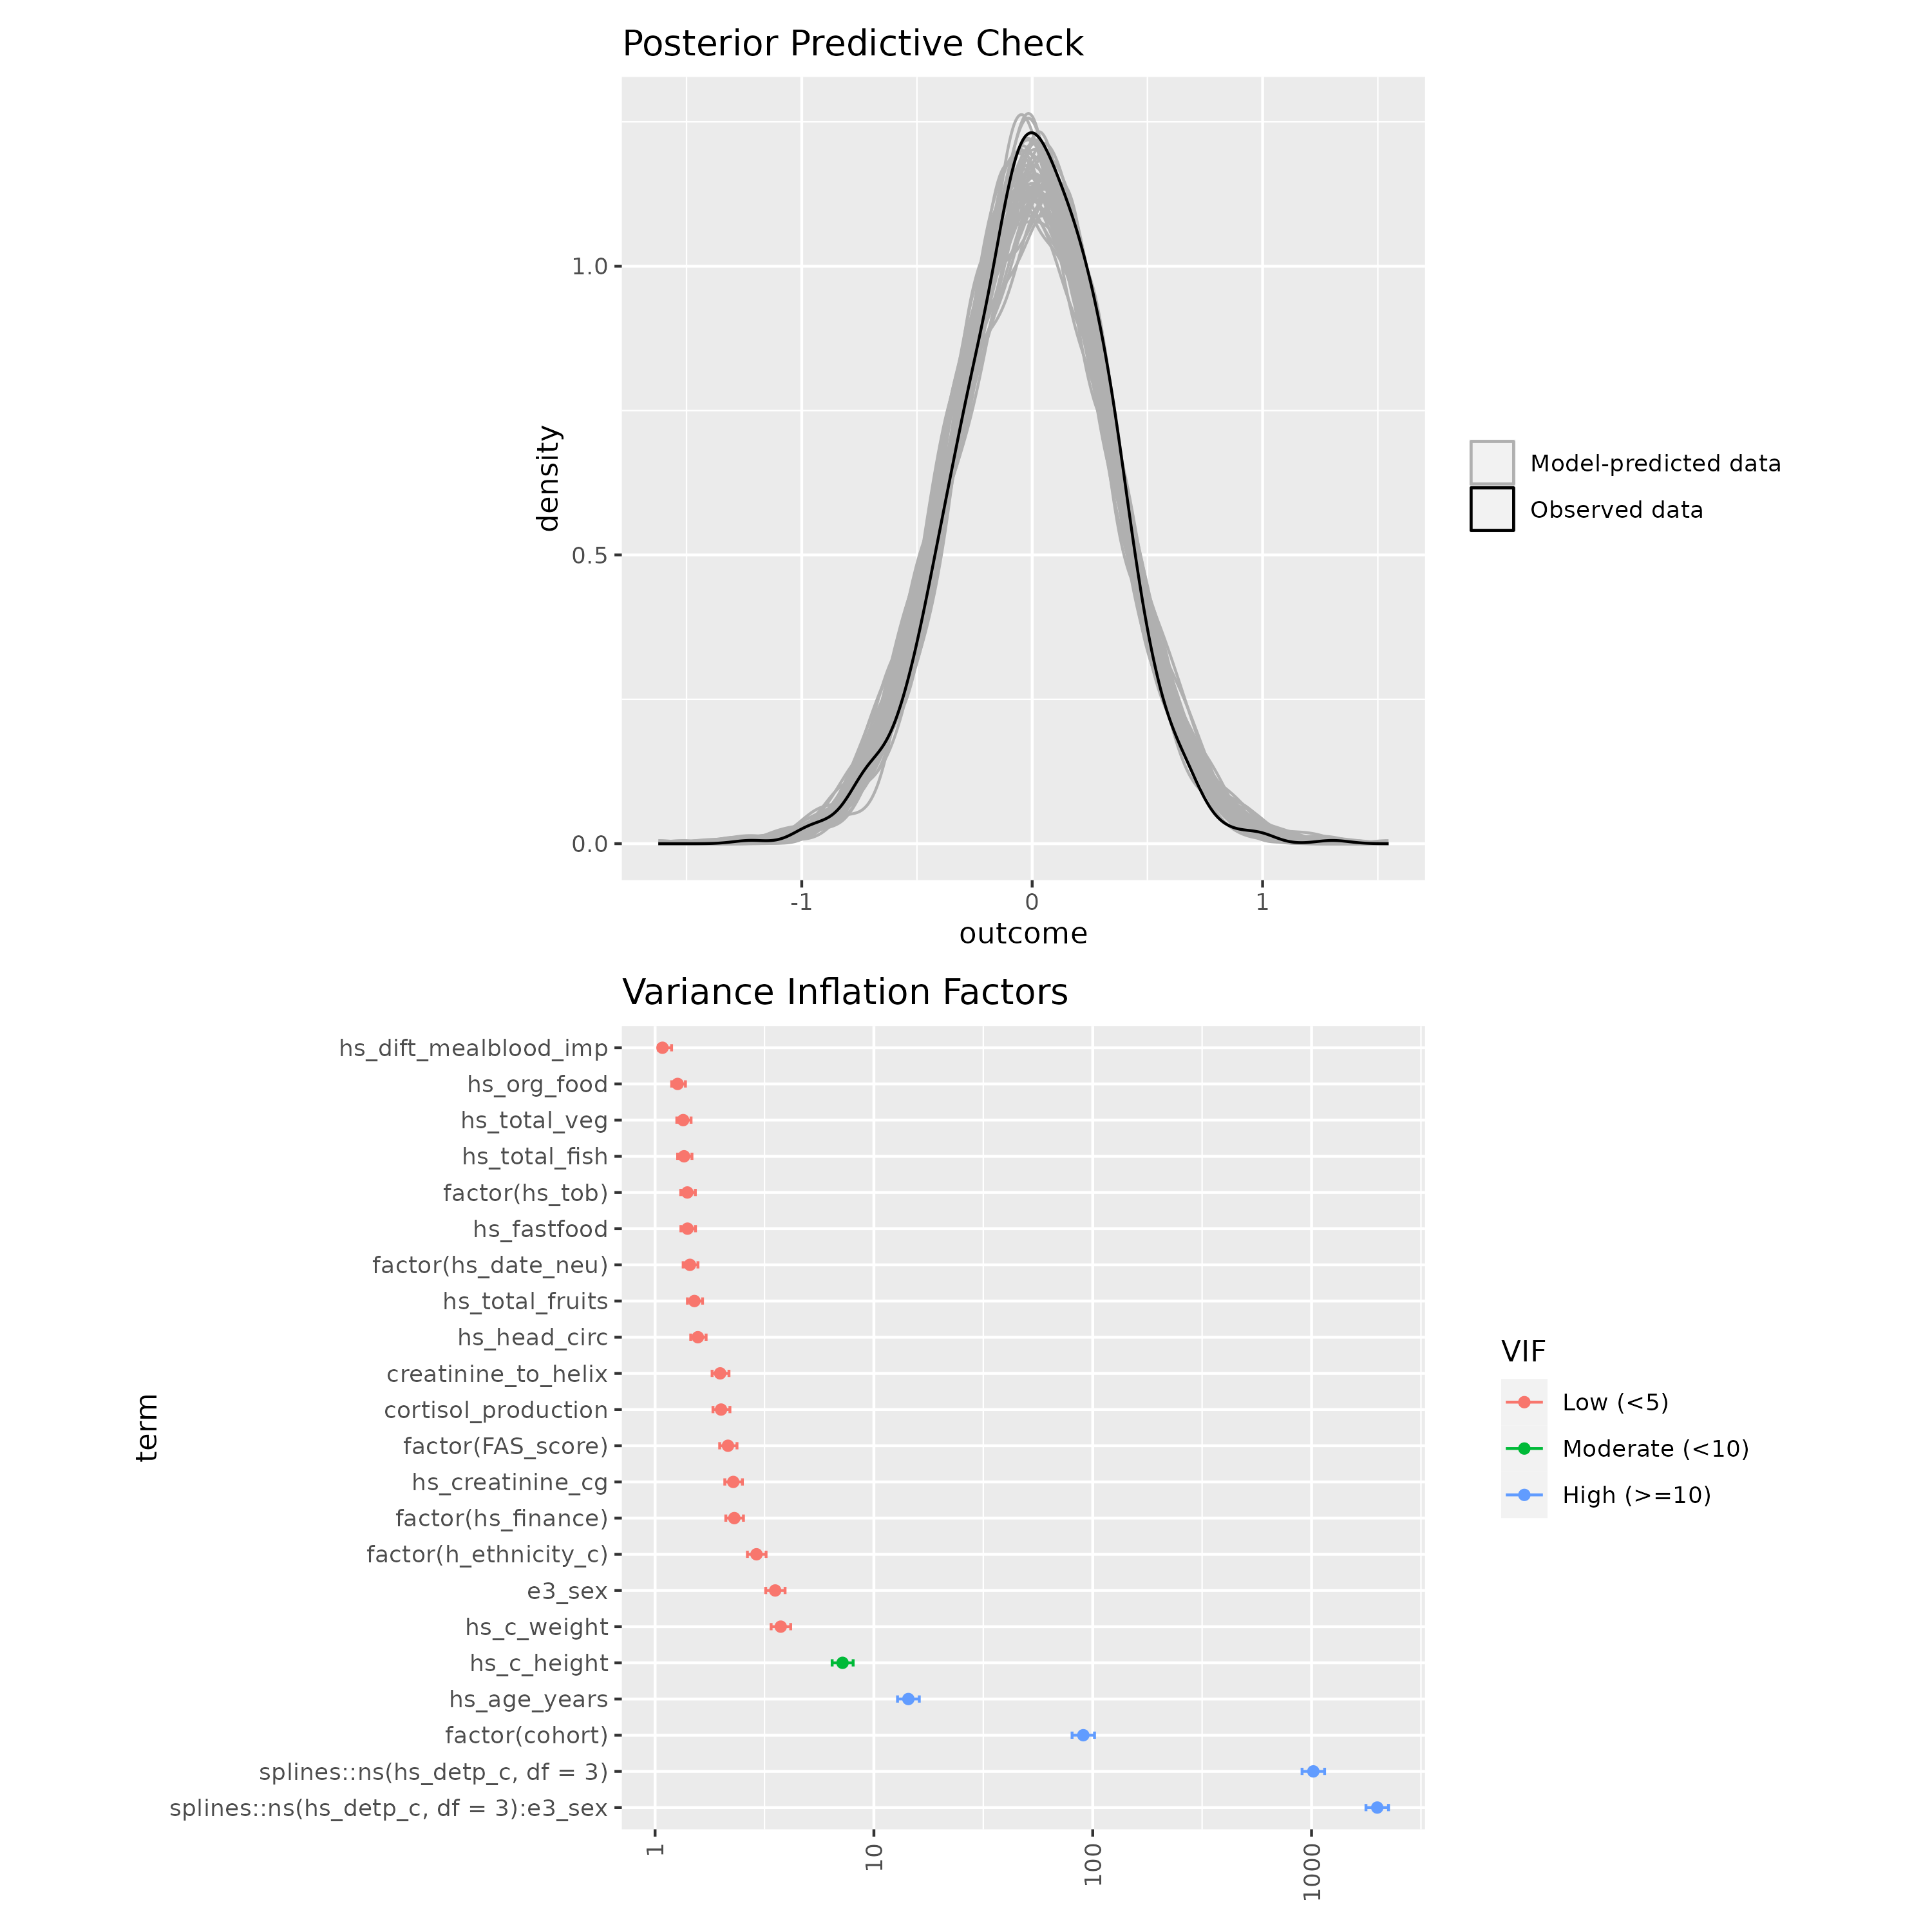 Posterior Predictive Check
density
1.0
0.5
0.0
-1
0
1
outcome
Model-predicted data
Observed data
Variance Inflation Factors
term
hs_dift_mealblood_imp
hs_org_food
hs_total_veg
hs_total_fish
factor(hs_tob)
hs_fastfood
factor(hs_date_neu)
hs_total_fruits
hs_head_circ
creatinine_to_helix
cortisol_production
factor(FAS_score)
hs_creatinine_cg
factor(hs_finance)
factor(h_ethnicity_c)
e3_sex
hs_c_weight
hs_c_height
hs_age_years
factor(cohort)
splines::ns(hs_detp_c, df = 3)
splines::ns(hs_detp_c, df = 3):e3_sex
1
10
100
1000
VIF
Low (<5)
Moderate (<10)
High (>=10)